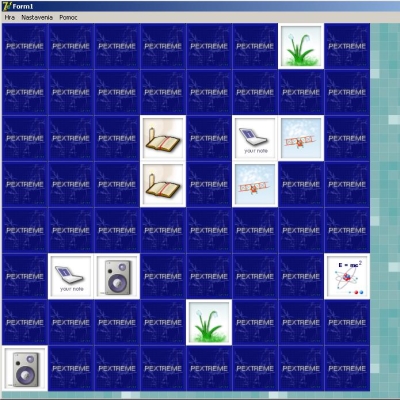 Form1
Hra Nastavenia Pomoc
PEXTREME PEXTREME PEXTREME PEXTREME PEXTREME PEXTREME PEXTREME
PEXTREME PEXTREME PEXTREME PEXTREME PEXTREME PEXTREME PEXTREME PEXTREME
PEXTREME PEXTREME PEXTREME PEXTREME your note PEXTREME
PEXTREME PEXTREME PEXTREME PEXTREME PEXTREME PEXTREME
PEXTREME PEXTREME PEXTREME PEXTREME PEXTREME PEXTREME PEXTREME PEXTREME
PEXTREME your note PEXTREME PEXTREME PEXTREME PEXTREME E = mc²
PEXTREME PEXTREME PEXTREME PEXTREME PEXTREME PEXTREME PEXTREME
PEXTREME PEXTREME PEXTREME PEXTREME PEXTREME PEXTREME PEXTREME